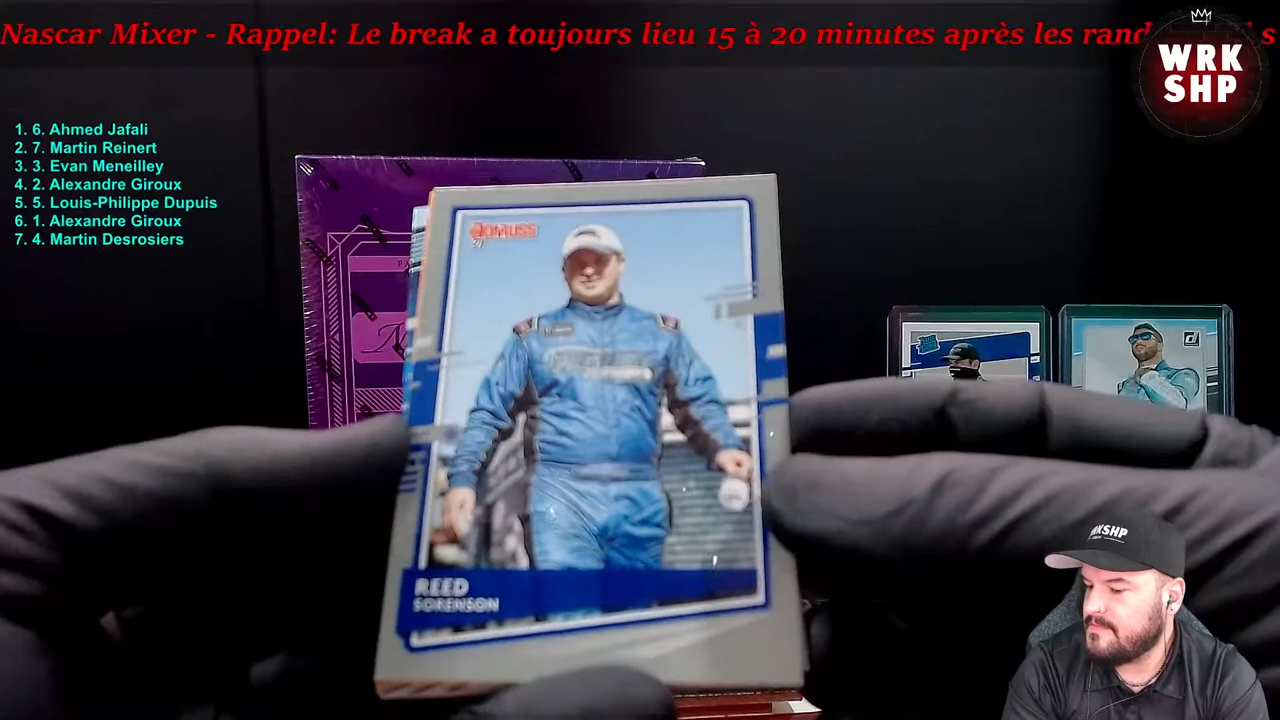 Nascar Mixer - Rappel: Le break a toujours lieu 15 à 20 minutes après les rand
WRK
SHP
1. 6. Ahmed Jafali
2. 7. Martin Reinert
3. 3. Evan Meneilley
4. 2. Alexandre Giroux
5. 5. Louis-Philippe Dupuis
6. 1. Alexandre Giroux
7. 4. Martin Desrosiers
DONRUSS
REED
SORENSON
WRKSHP